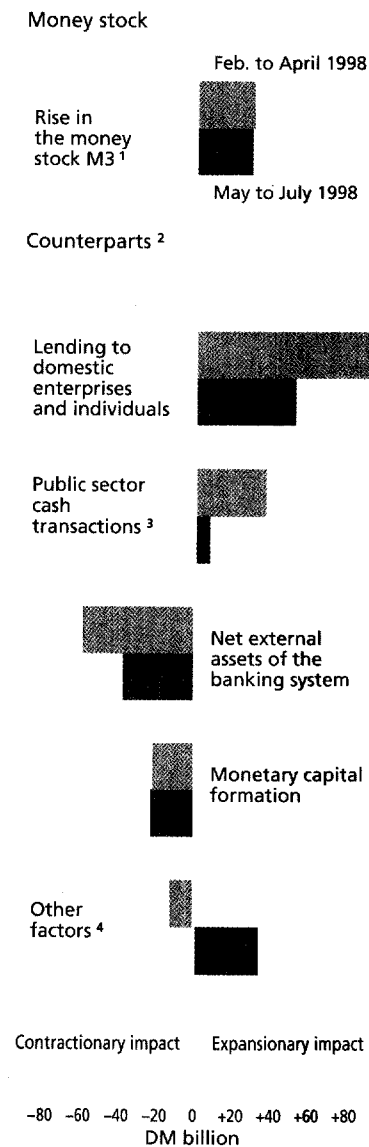 Money stock
Feb. to April 1998
Rise in
the money
stock M3 ¹
May to July 1998
Counterparts ²
Lending to
domestic
enterprises
and individuals
Public sector
cash
transactions ³
Net external
assets of the
banking system
Monetary capital
formation
Other
factors ⁴
Contractionary impact Expansionary impact
−80 −60 −40 −20 0 +20 +40 +60 +80
DM billion